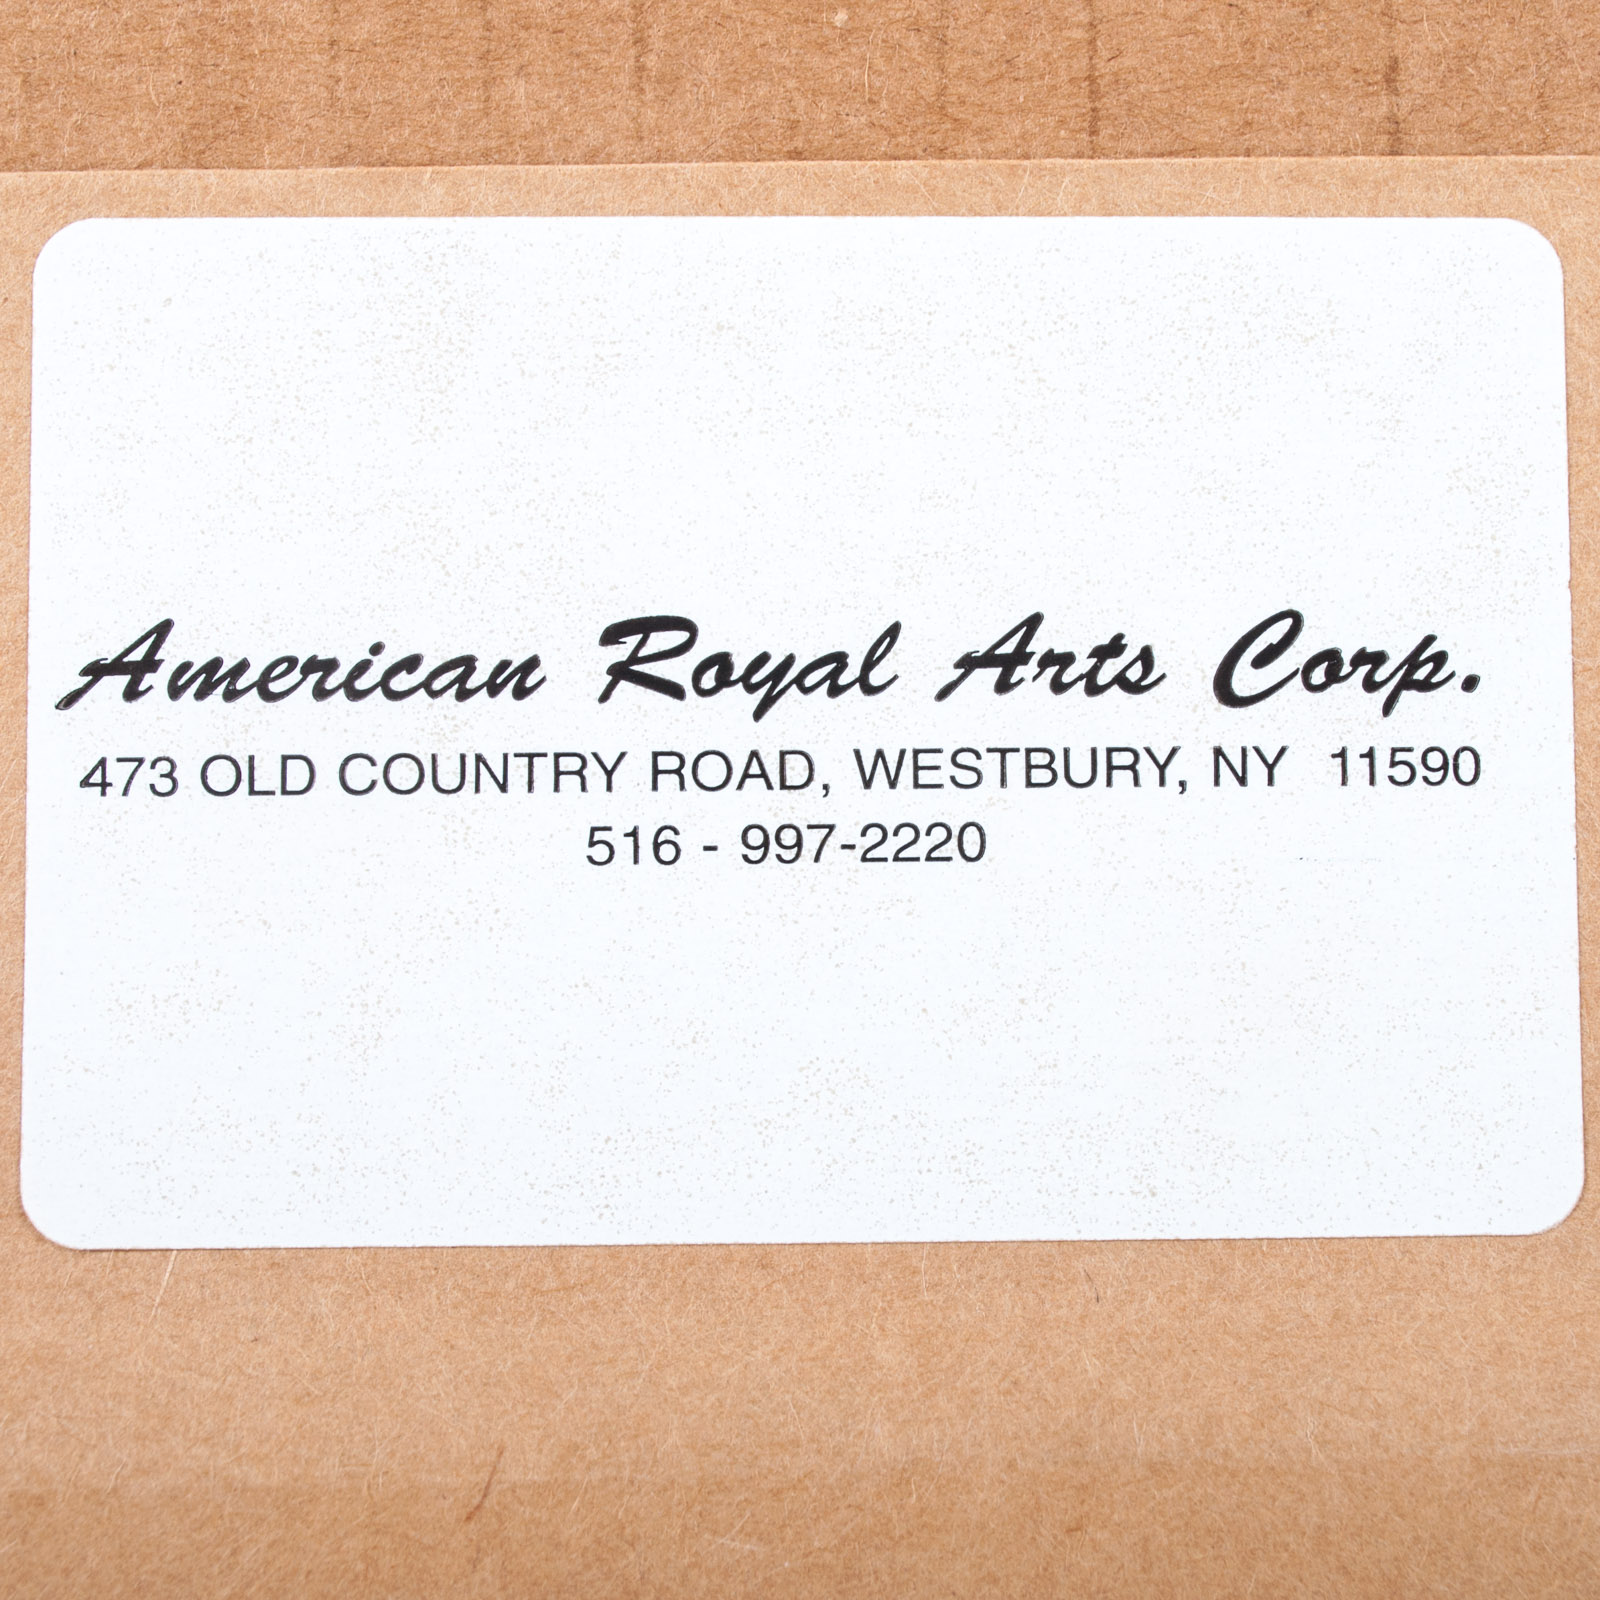 American Royal Arts Corp.
473 OLD COUNTRY ROAD, WESTBURY, NY 11590
516 - 997-2220